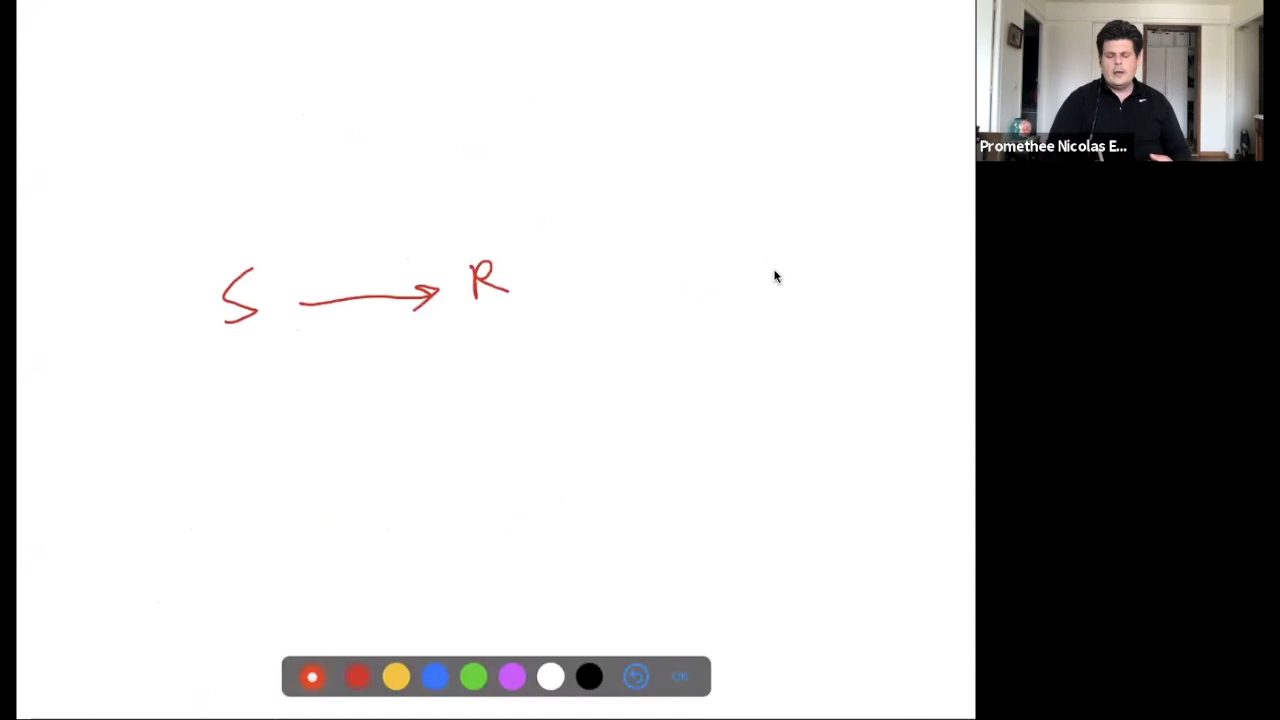 S → R
Promethee Nicolas E...